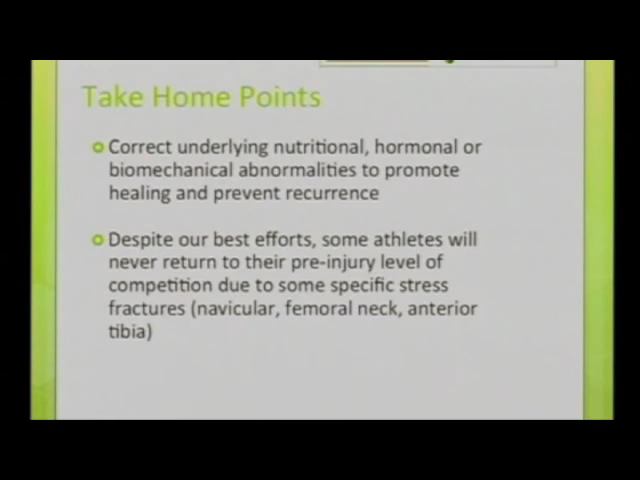 Take Home Points
Correct underlying nutritional, hormonal or
biomechanical abnormalities to promote
healing and prevent recurrence
Despite our best efforts, some athletes will
never return to their pre-injury level of
competition due to some specific stress
fractures (navicular, femoral neck, anterior
tibia)